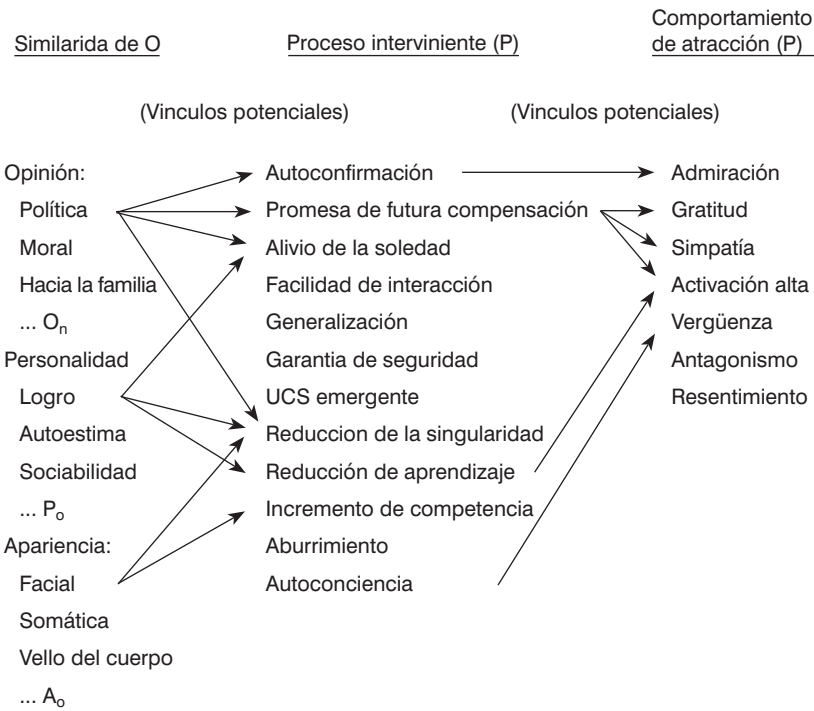 Similarida de O
Proceso interviniente (P)
Comportamiento
de atracción (P)
(Vinculos potenciales)
(Vinculos potenciales)
Opinión:
Política
Moral
Hacia la familia
... Oₙ
Personalidad
Logro
Autoestima
Sociabilidad
... Pₒ
Apariencia:
Facial
Somática
Vello del cuerpo
... Aₒ
Autoconfirmación
Promesa de futura compensación
Alivio de la soledad
Facilidad de interacción
Generalización
Garantia de seguridad
UCS emergente
Reduccion de la singularidad
Reducción de aprendizaje
Incremento de competencia
Aburrimiento
Autoconciencia
Admiración
Gratitud
Simpatía
Activación alta
Vergüenza
Antagonismo
Resentimiento